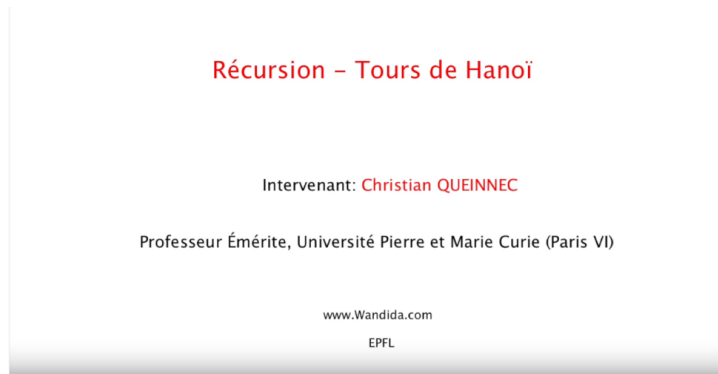 Récursion – Tours de Hanoï
Intervenant: Christian QUEINNEC
Professeur Émérite, Université Pierre et Marie Curie (Paris VI)
www.Wandida.com
EPFL